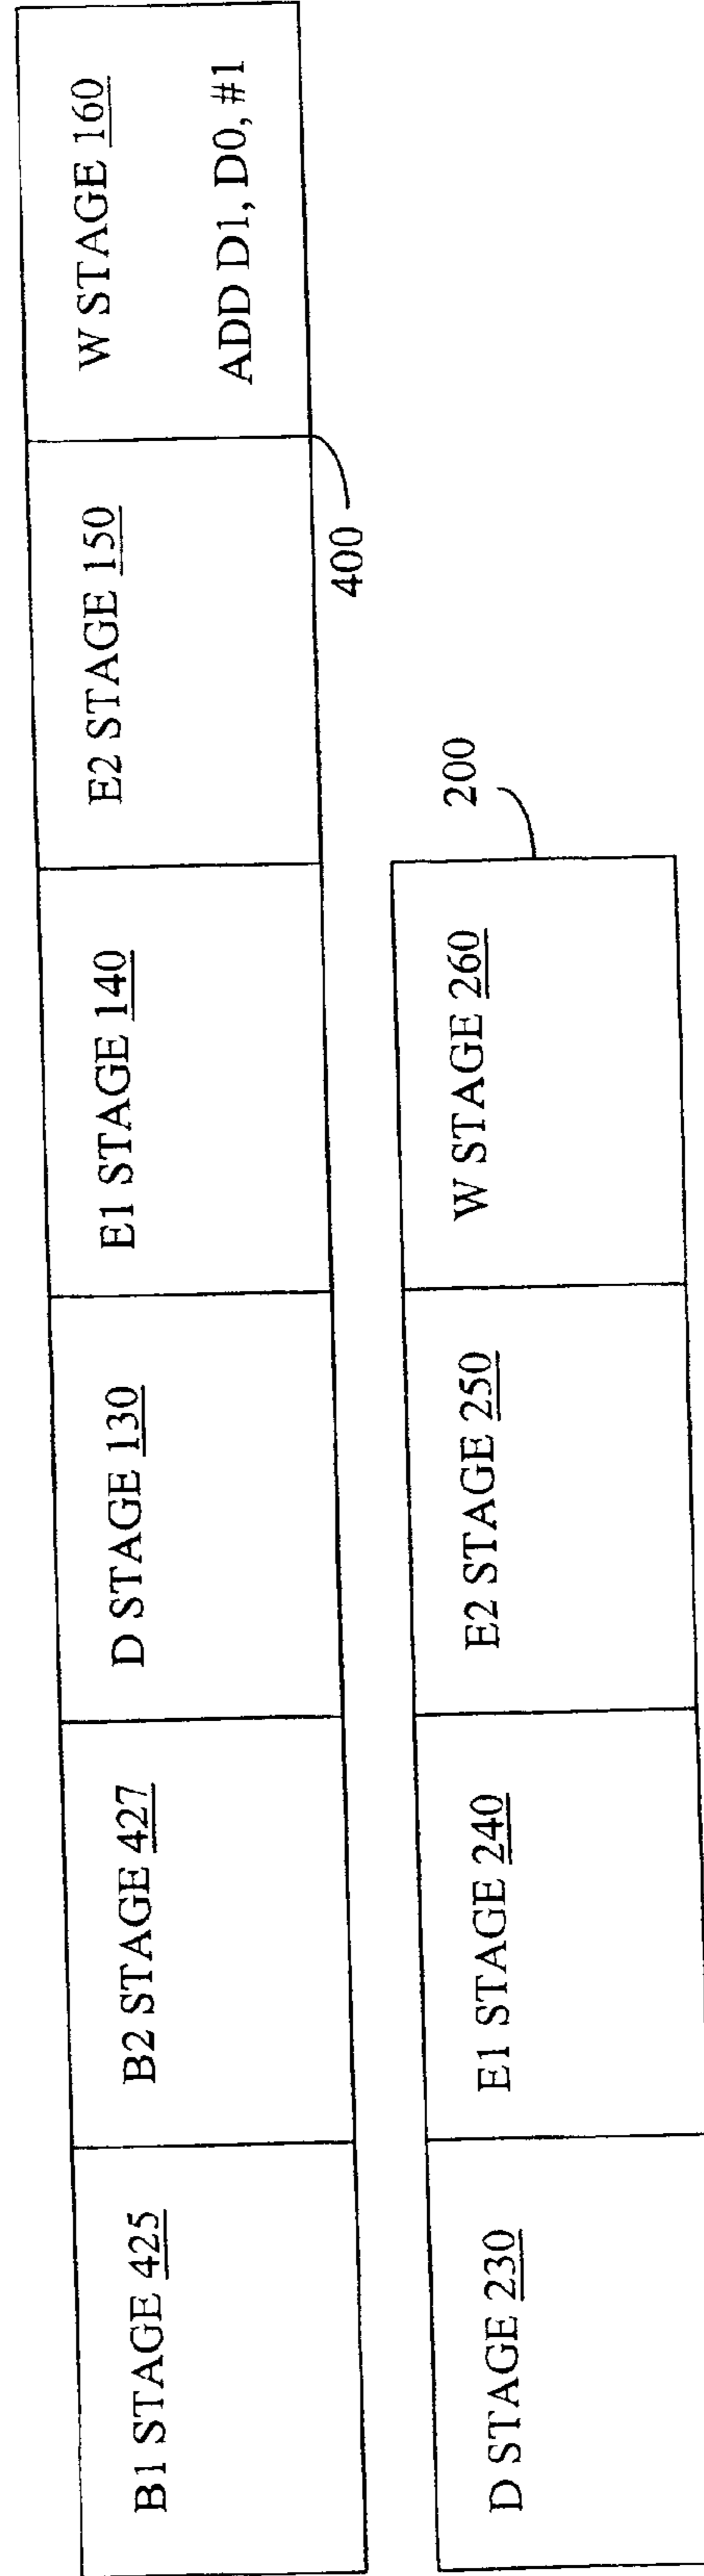 B1 STAGE 425
B2 STAGE 427
D STAGE 130
E1 STAGE 140
E2 STAGE 150
W STAGE 160
ADD D1, D0, #1
400
D STAGE 230
E1 STAGE 240
E2 STAGE 250
W STAGE 260
200